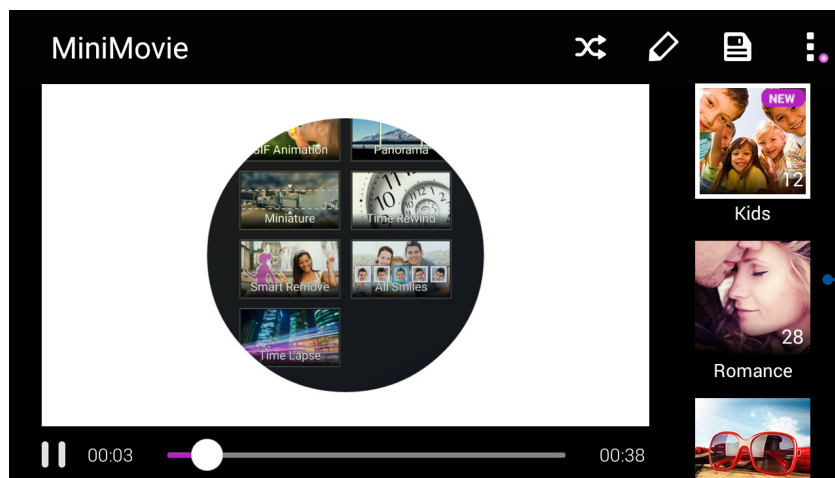 MiniMovie
GIF Animation
Panorama
Miniature
Time Rewind
Smart Remove
All Smiles
Time Lapse
NEW
12
Kids
28
Romance
00:03
00:38